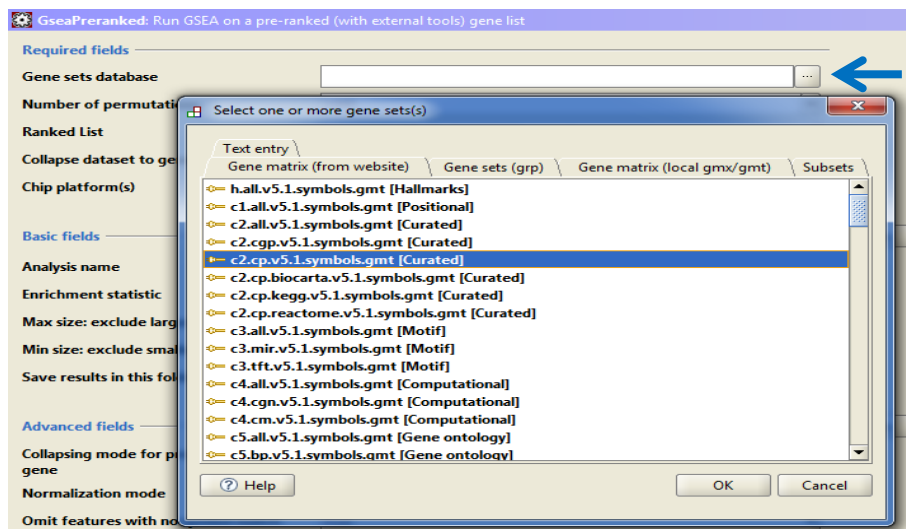 GseaPreranked: Run GSEA on a pre-ranked (with external tools) gene list
Required fields
Gene sets database
...
Number of permutati
Ranked List
Collapse dataset to ge
Chip platform(s)
Basic fields
Analysis name
Enrichment statistic
Max size: exclude larg
Min size: exclude smal
Save results in this fol
Advanced fields
Collapsing mode for p
gene
Normalization mode
Omit features with no
Select one or more gene sets(s)
Text entry
Gene matrix (from website) Gene sets (grp) Gene matrix (local gmx/gmt) Subsets
h.all.v5.1.symbols.gmt [Hallmarks]
c1.all.v5.1.symbols.gmt [Positional]
c2.all.v5.1.symbols.gmt [Curated]
c2.cgp.v5.1.symbols.gmt [Curated]
c2.cp.v5.1.symbols.gmt [Curated]
c2.cp.biocarta.v5.1.symbols.gmt [Curated]
c2.cp.kegg.v5.1.symbols.gmt [Curated]
c2.cp.reactome.v5.1.symbols.gmt [Curated]
c3.all.v5.1.symbols.gmt [Motif]
c3.mir.v5.1.symbols.gmt [Motif]
c3.tft.v5.1.symbols.gmt [Motif]
c4.all.v5.1.symbols.gmt [Computational]
c4.cgn.v5.1.symbols.gmt [Computational]
c4.cm.v5.1.symbols.gmt [Computational]
c5.all.v5.1.symbols.gmt [Gene ontology]
c5.bp.v5.1.symbols.gmt [Gene ontology]
Help OK Cancel